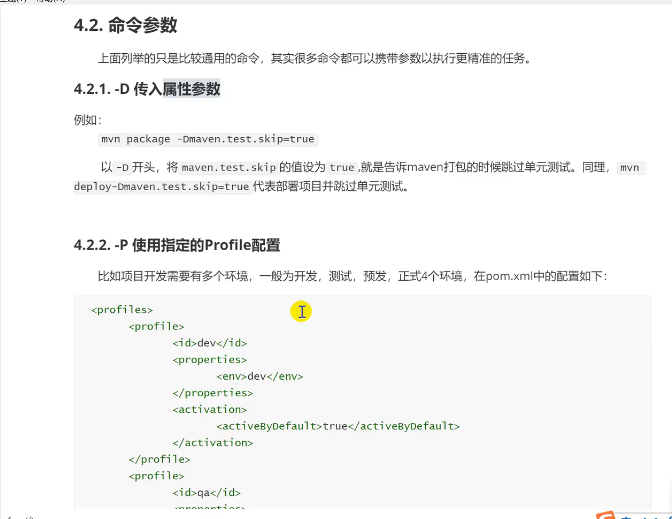 4.2. 命令参数
上面列举的只是比较通用的命令，其实很多命令都可以携带参数以执行更精准的任务。
4.2.1. -D 传入属性参数
例如：
mvn package -Dmaven.test.skip=true
以 -D 开头，将 maven.test.skip 的值设为 true ,就是告诉maven打包的时候跳过单元测试。同理， mvn
deploy-Dmaven.test.skip=true 代表部署项目并跳过单元测试。
4.2.2. -P 使用指定的Profile配置
比如项目开发需要有多个环境，一般为开发，测试，预发，正式4个环境，在pom.xml中的配置如下：
<profiles>
<profile>
<id>dev</id>
<properties>
<env>dev</env>
</properties>
<activation>
<activeByDefault>true</activeByDefault>
</activation>
</profile>
<profile>
<id>qa</id>
<properties>